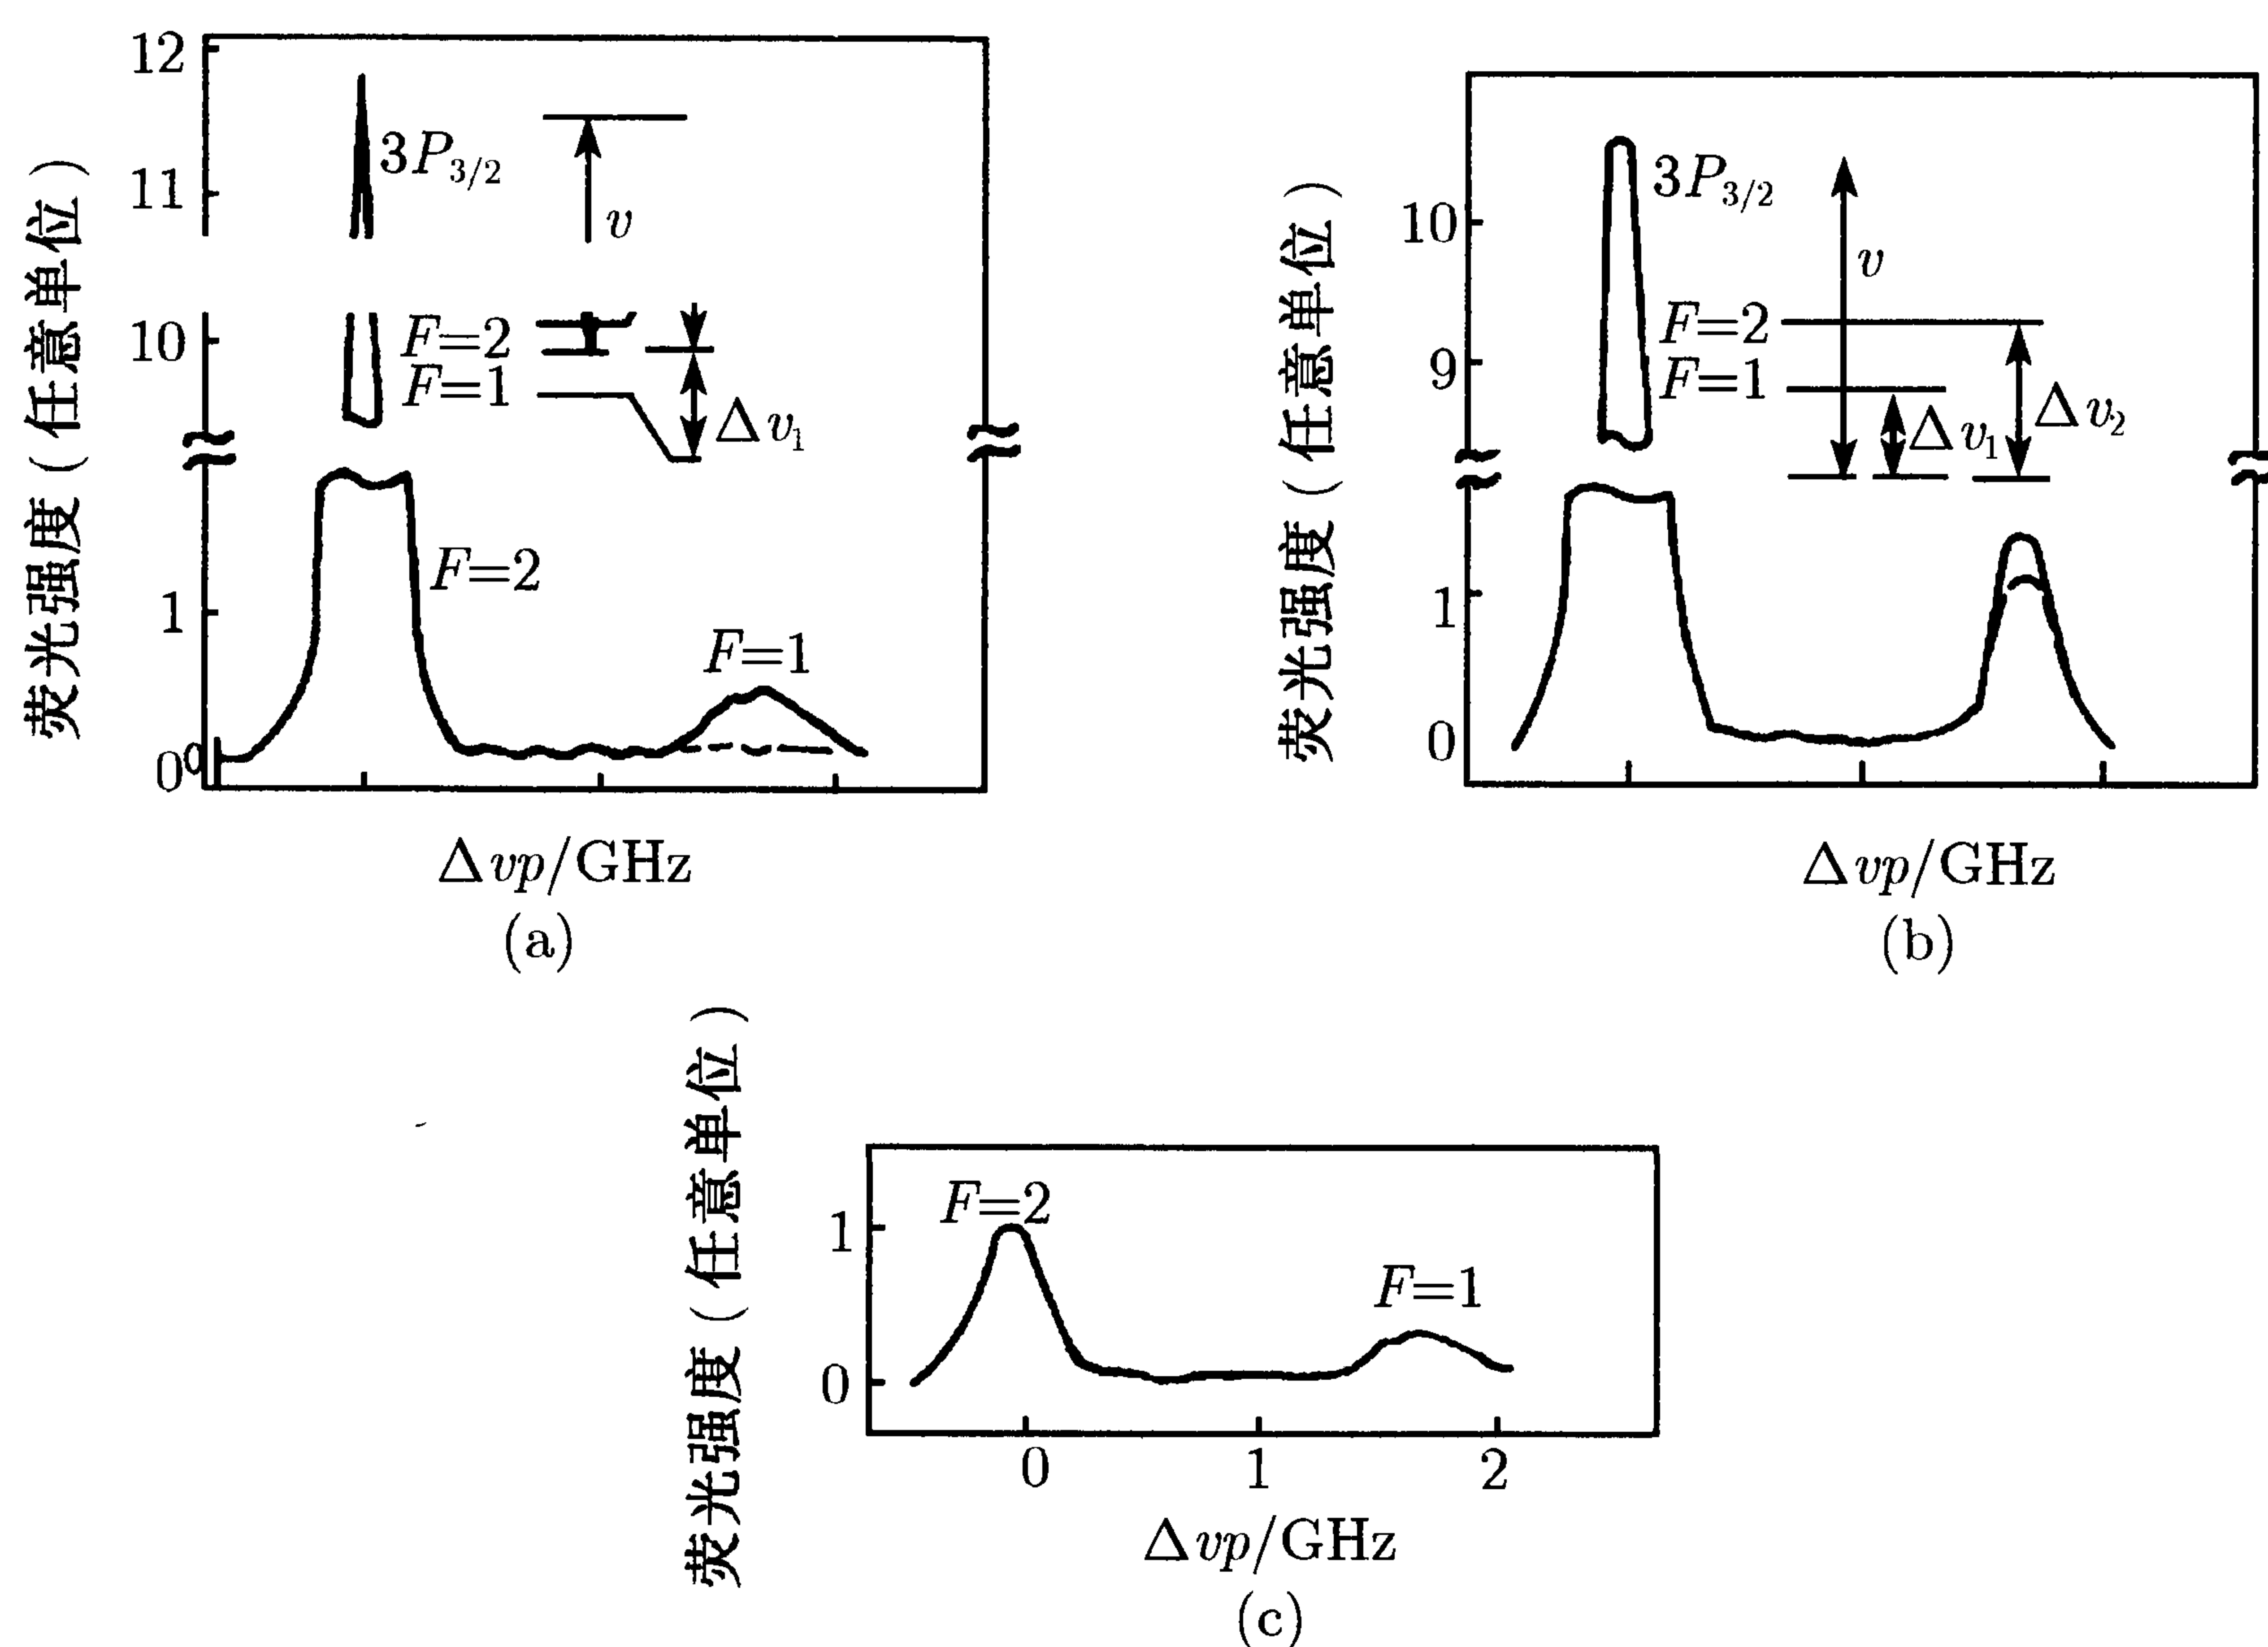 荧光强度(任意单位)
12
11
10
1
0
0
3P3/2
v
F=2
F=1
Δv1
F=2
F=1
Δvp/GHz
(a)
荧光强度(任意单位)
10
9
1
0
3P3/2
v
F=2
F=1
Δv1
Δv2
Δvp/GHz
(b)
荧光强度(任意单位)
1
0
F=2
F=1
0 1 2
Δvp/GHz
(c)